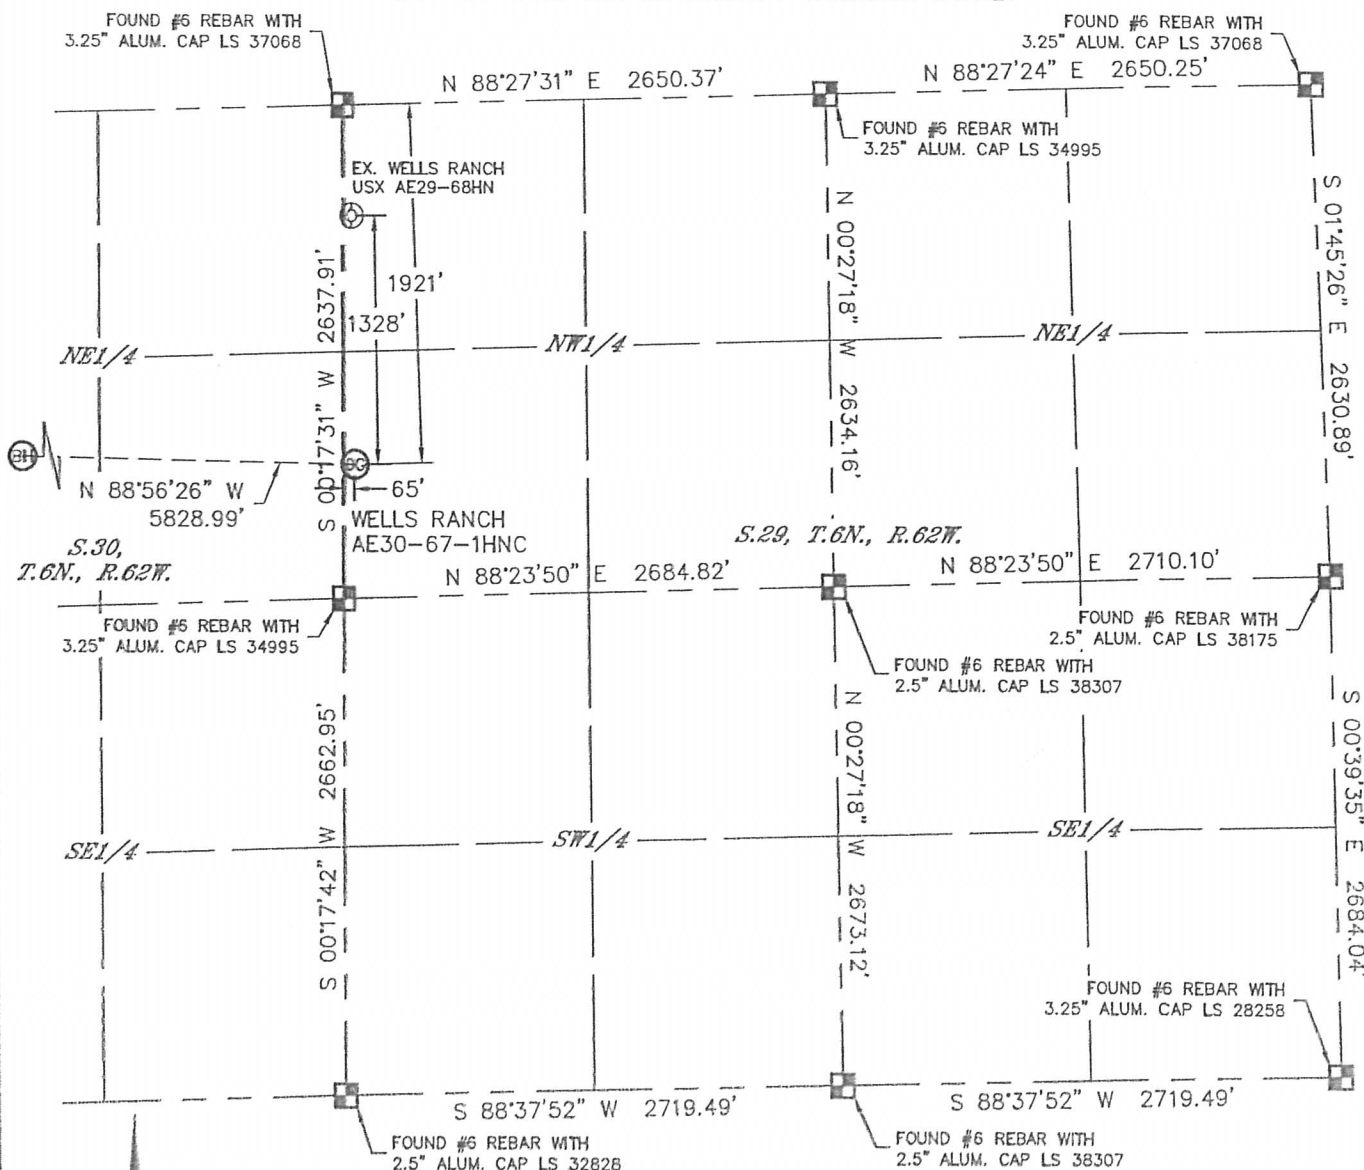 FOUND #6 REBAR WITH
3.25" ALUM. CAP LS 37068
FOUND #6 REBAR WITH
3.25" ALUM. CAP LS 37068
N 88°27'31" E 2650.37'
N 88°27'24" E 2650.25'
FOUND #6 REBAR WITH
3.25" ALUM. CAP LS 34995
EX. WELLS RANCH
USX AE29-68HN
1921'
1328'
S 00°17'31" W 2637.91'
N 00°27'18" W 2634.16'
S 01°45'26" E 2630.89'
NE1/4
NW1/4
NE1/4
BH
SG
N 88°56'26" W
5828.99'
65'
WELLS RANCH
AE30-67-1HNC
S.30,
T.6N., R.62W.
S.29, T.6N., R.62W.
N 88°23'50" E 2684.82'
N 88°23'50" E 2710.10'
FOUND #6 REBAR WITH
3.25" ALUM. CAP LS 34995
FOUND #6 REBAR WITH
2.5" ALUM. CAP LS 38175
FOUND #6 REBAR WITH
2.5" ALUM. CAP LS 38307
S 00°17'42" W 2662.95'
N 00°27'18" W 2673.12'
S 00°39'35" E 2684.04'
SE1/4
SW1/4
SE1/4
FOUND #6 REBAR WITH
3.25" ALUM. CAP LS 28258
S 88°37'52" W 2719.49'
S 88°37'52" W 2719.49'
FOUND #6 REBAR WITH
2.5" ALUM. CAP LS 32828
FOUND #6 REBAR WITH
2.5" ALUM. CAP LS 38307